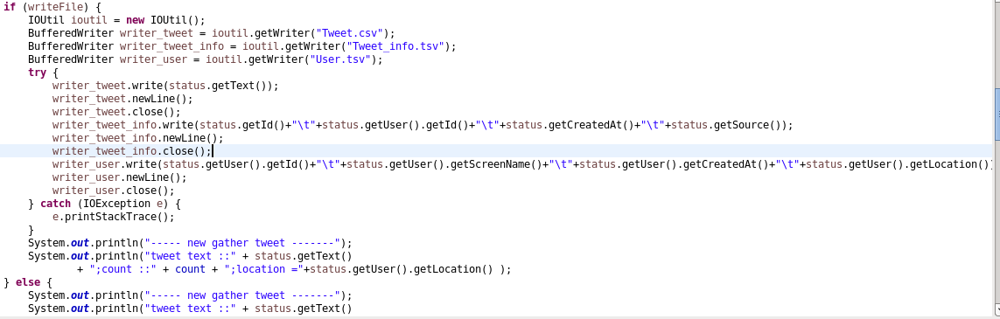 if (writeFile) {
    IOUtil ioutil = new IOUtil();
    BufferedWriter writer_tweet = ioutil.getWriter("Tweet.csv");
    BufferedWriter writer_tweet_info = ioutil.getWriter("Tweet_info.tsv");
    BufferedWriter writer_user = ioutil.getWriter("User.tsv");
    try {
        writer_tweet.write(status.getText());
        writer_tweet.newLine();
        writer_tweet.close();
        writer_tweet_info.write(status.getId()+"\t"+status.getUser().getId()+"\t"+status.getCreatedAt()+"\t"+status.getSource());
        writer_tweet_info.newLine();
        writer_tweet_info.close();
        writer_user.write(status.getUser().getId()+"\t"+status.getUser().getScreenName()+"\t"+status.getUser().getCreatedAt()+"\t"+status.getUser().getLocation())
        writer_user.newLine();
        writer_user.close();
    } catch (IOException e) {
        e.printStackTrace();
    }
    System.out.println("----- new gather tweet -------");
    System.out.println("tweet text ::" + status.getText()
            + ";count ::" + count + ";location ="+status.getUser().getLocation() );
} else {
    System.out.println("----- new gather tweet -------");
    System.out.println("tweet text ::" + status.getText()